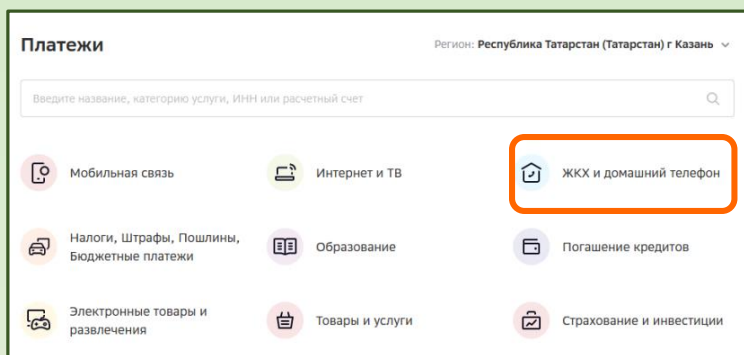 Платежи
Регион: Республика Татарстан (Татарстан) г Казань
Введите название, категорию услуги, ИНН или расчетный счет
Мобильная связь
Интернет и ТВ
ЖКХ и домашний телефон
Налоги, Штрафы, Пошлины,
Бюджетные платежи
Образование
Погашение кредитов
Электронные товары и
развлечения
Товары и услуги
Страхование и инвестиции